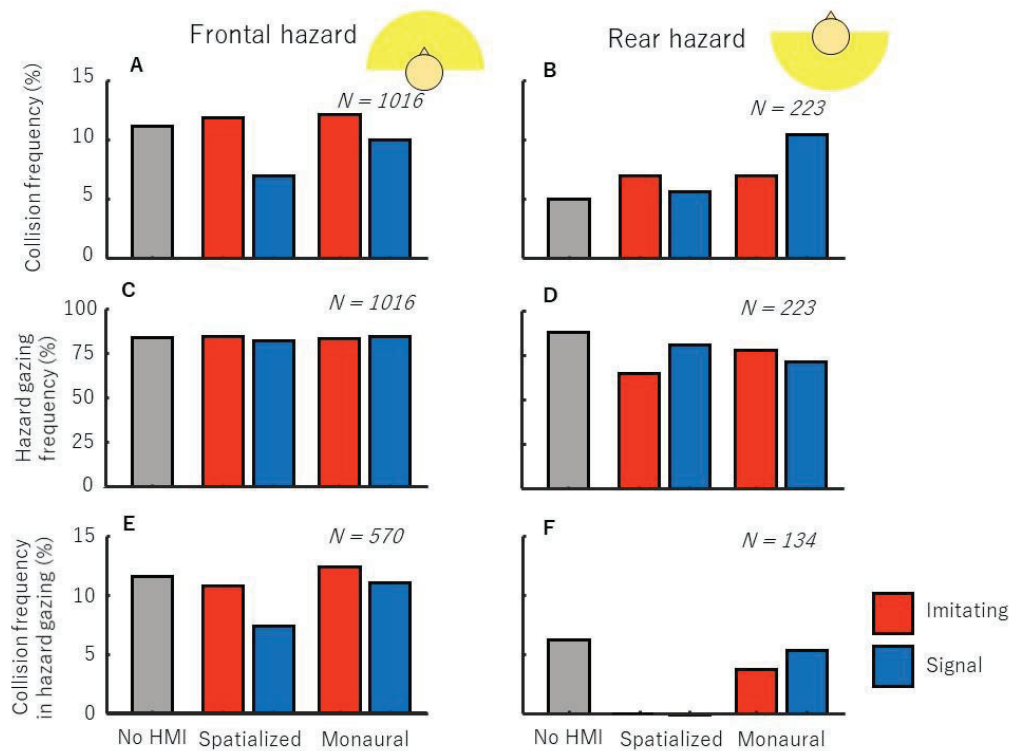 Frontal hazard
Rear hazard
A
B
15
10
5
0
Collision frequency (%)
N = 1016
N = 223
C
D
100
75
50
25
0
Hazard gazing
frequency (%)
N = 1016
N = 223
E
F
15
10
5
0
Collision frequency
in hazard gazing (%)
N = 570
N = 134
Imitating
Signal
No HMI Spatialized Monaural
No HMI Spatialized Monaural